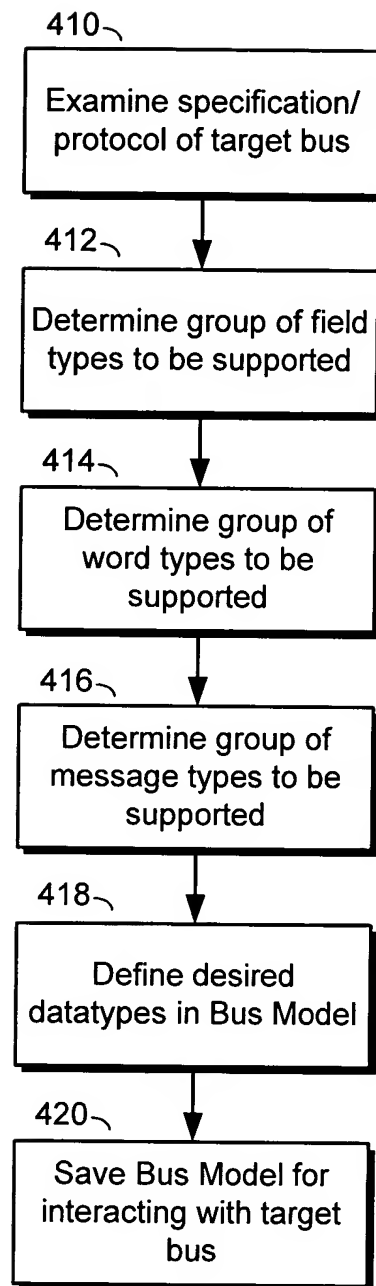 410
Examine specification/
protocol of target bus
412
Determine group of field
types to be supported
414
Determine group of
word types to be
supported
416
Determine group of
message types to be
supported
418
Define desired
datatypes in Bus Model
420
Save Bus Model for
interacting with target
bus